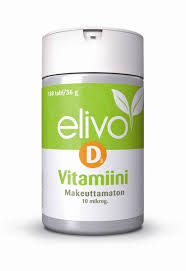 180 tabl/36 g
elivo
D3
Vitamiini
Makeuttamaton
10 mikrog.